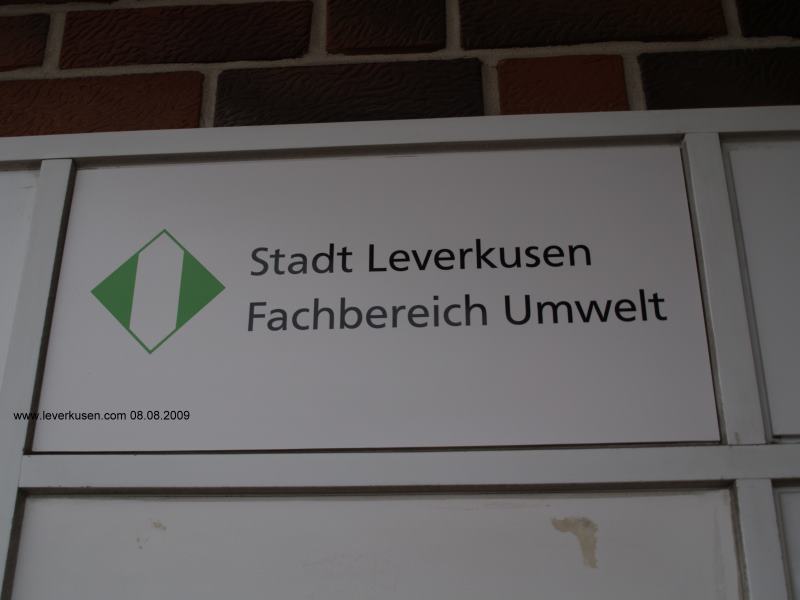 Stadt Leverkusen
Fachbereich Umwelt
www.leverkusen.com 08.08.2009